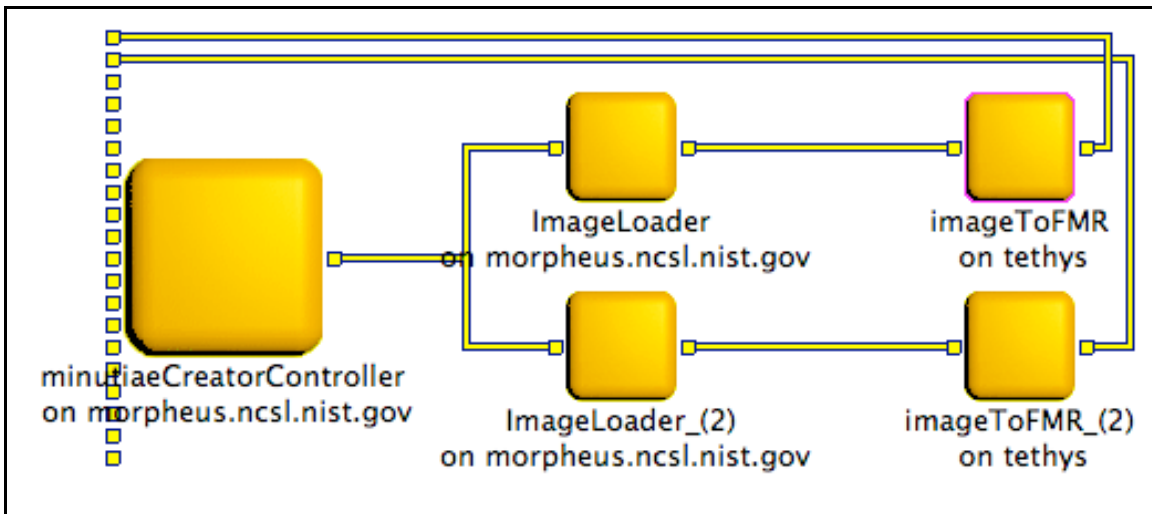 ImageLoader
on morpheus.ncsl.nist.gov
imageToFMR
on tethys
minutiaeCreatorController
on morpheus.ncsl.nist.gov
ImageLoader_(2)
on morpheus.ncsl.nist.gov
imageToFMR_(2)
on tethys